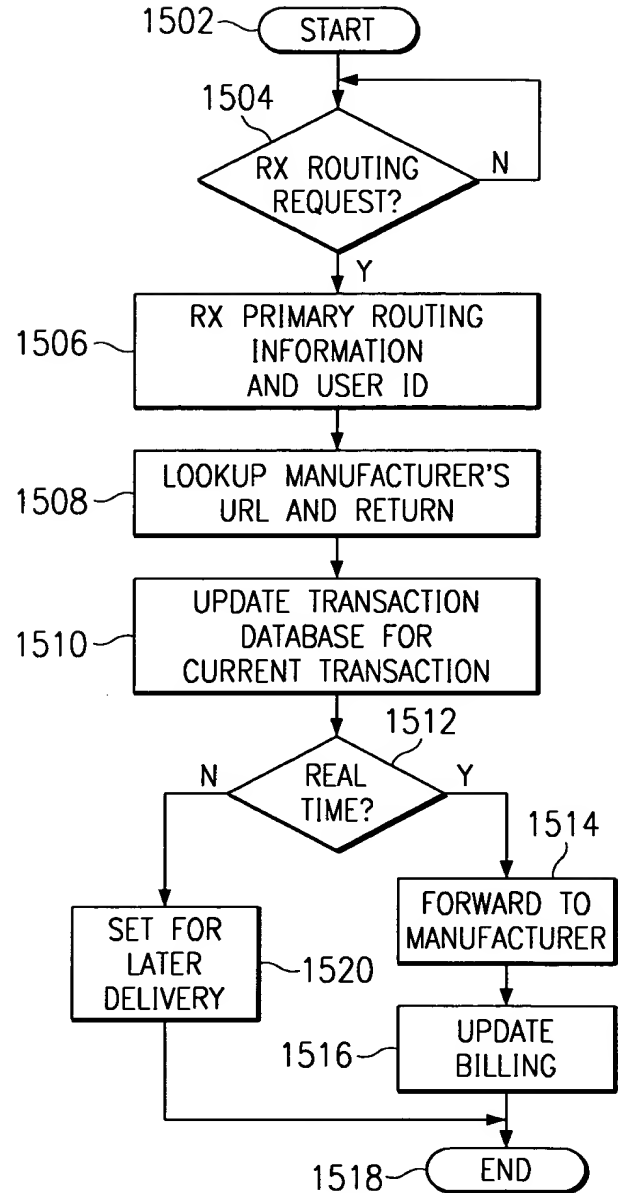 1502
START
1504
RX ROUTING
REQUEST?
N
Y
1506
RX PRIMARY ROUTING
INFORMATION
AND USER ID
1508
LOOKUP MANUFACTURER'S
URL AND RETURN
1510
UPDATE TRANSACTION
DATABASE FOR
CURRENT TRANSACTION
1512
N
REAL
TIME?
Y
1514
FORWARD TO
MANUFACTURER
SET FOR
LATER
DELIVERY
1520
1516
UPDATE
BILLING
1518
END